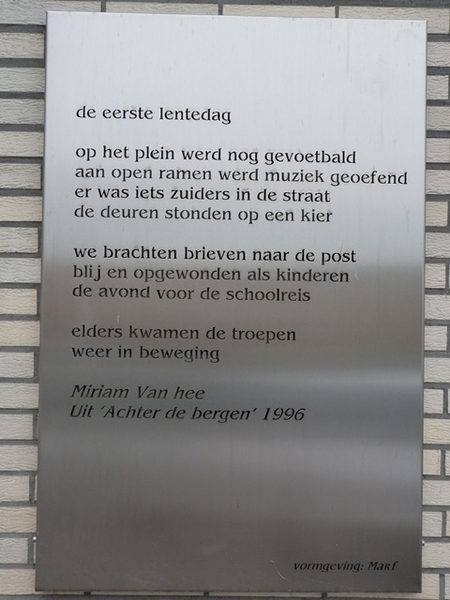 de eerste lentedag
op het plein werd nog gevoetbald
aan open ramen werd muziek geoefend
er was iets zuiders in de straat
de deuren stonden op een kier
we brachten brieven naar de post
blij en opgewonden als kinderen
de avond voor de schoolreis
elders kwamen de troepen
weer in beweging
Miriam Van hee
Uit ‘Achter de bergen’ 1996
vormgeving: Marf